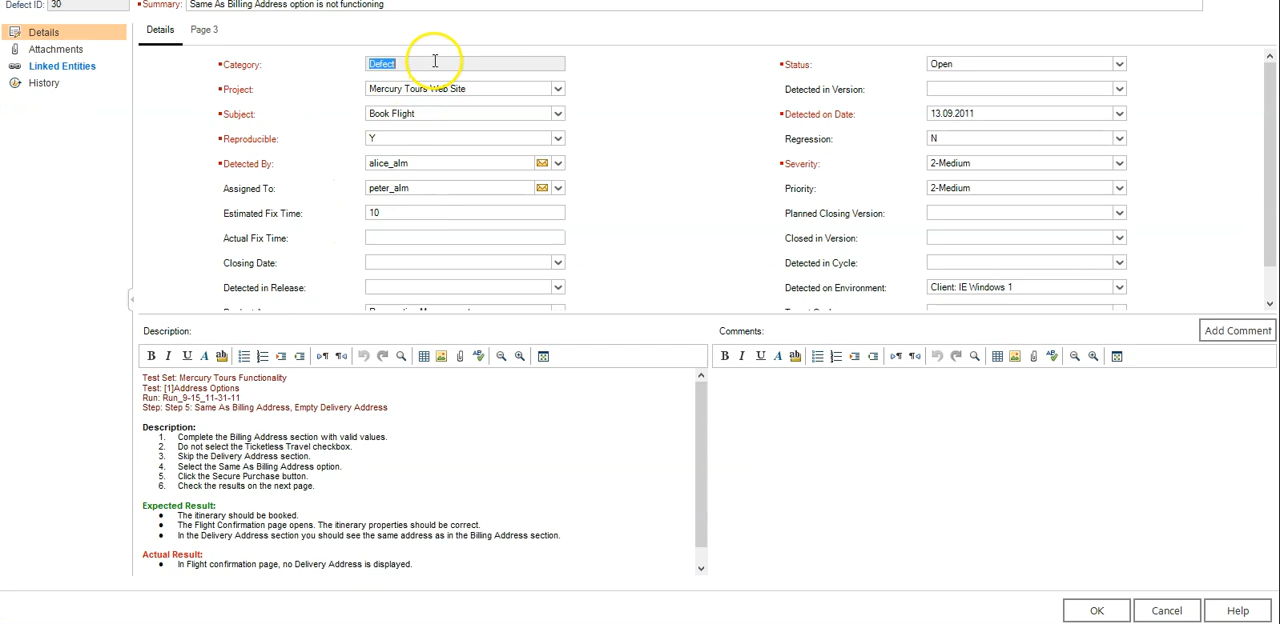 Defect ID: 30 Summary: Same As Billing Address option is not functioning
Details
Attachments
Linked Entities
History
Details Page 3
Category: Defect
Project: Mercury Tours Web Site
Subject: Book Flight
Reproducible: Y
Detected By: alice_alm
Assigned To: peter_alm
Estimated Fix Time: 10
Actual Fix Time:
Closing Date:
Detected in Release:
Status: Open
Detected in Version:
Detected on Date: 13.09.2011
Regression: N
Severity: 2-Medium
Priority: 2-Medium
Planned Closing Version:
Closed in Version:
Detected in Cycle:
Detected on Environment: Client: IE Windows 1
Description:
Test Set: Mercury Tours Functionality
Test: [1]Address Options
Run: Run_9-15_11-31-11
Step: Step 5: Same As Billing Address, Empty Delivery Address
Description:
1. Complete the Billing Address section with valid values.
2. Do not select the Ticketless Travel checkbox.
3. Skip the Delivery Address section.
4. Select the Same As Billing Address option.
5. Click the Secure Purchase button.
6. Check the results on the next page.
Expected Result:
• The itinerary should be booked.
• The Flight Confirmation page opens. The itinerary properties should be correct.
• In the Delivery Address section you should see the same address as in the Billing Address section.
Actual Result:
• In Flight confirmation page, no Delivery Address is displayed.
Comments:
Add Comment
OK Cancel Help